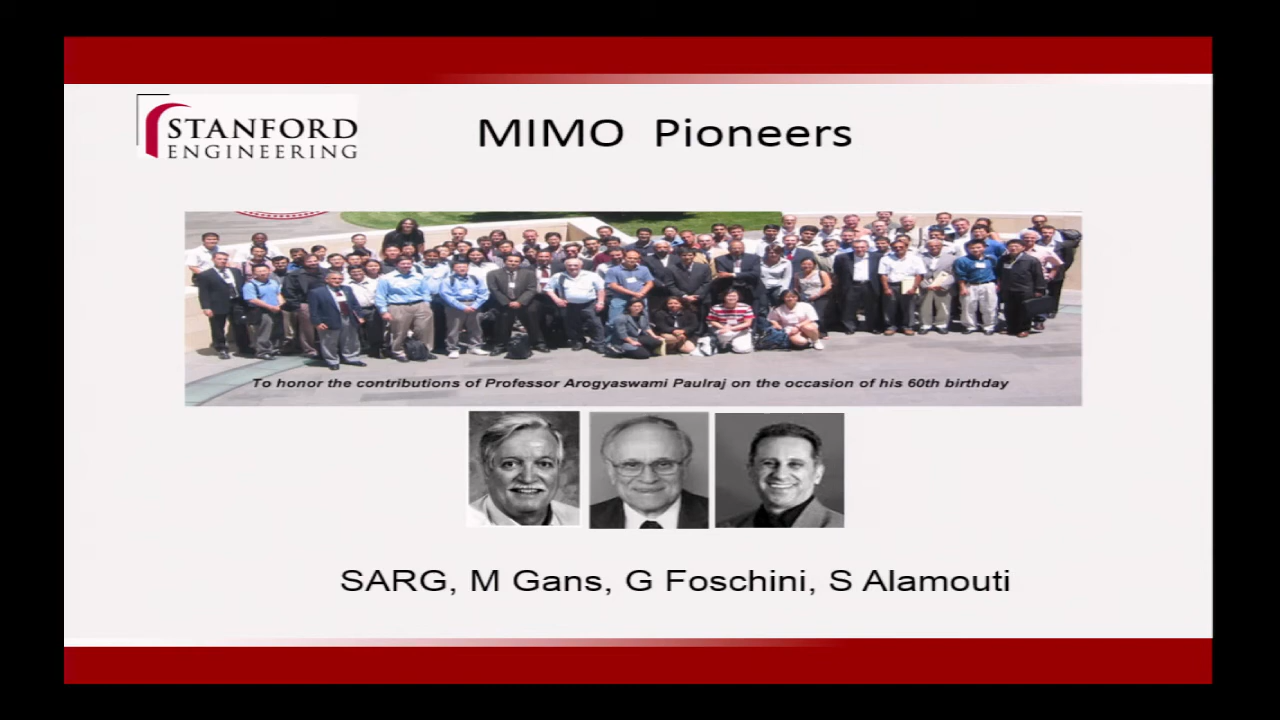 STANFORD
ENGINEERING
MIMO Pioneers
To honor the contributions of Professor Arogyaswami Paulraj on the occasion of his 60th birthday
SARG, M Gans, G Foschini, S Alamouti